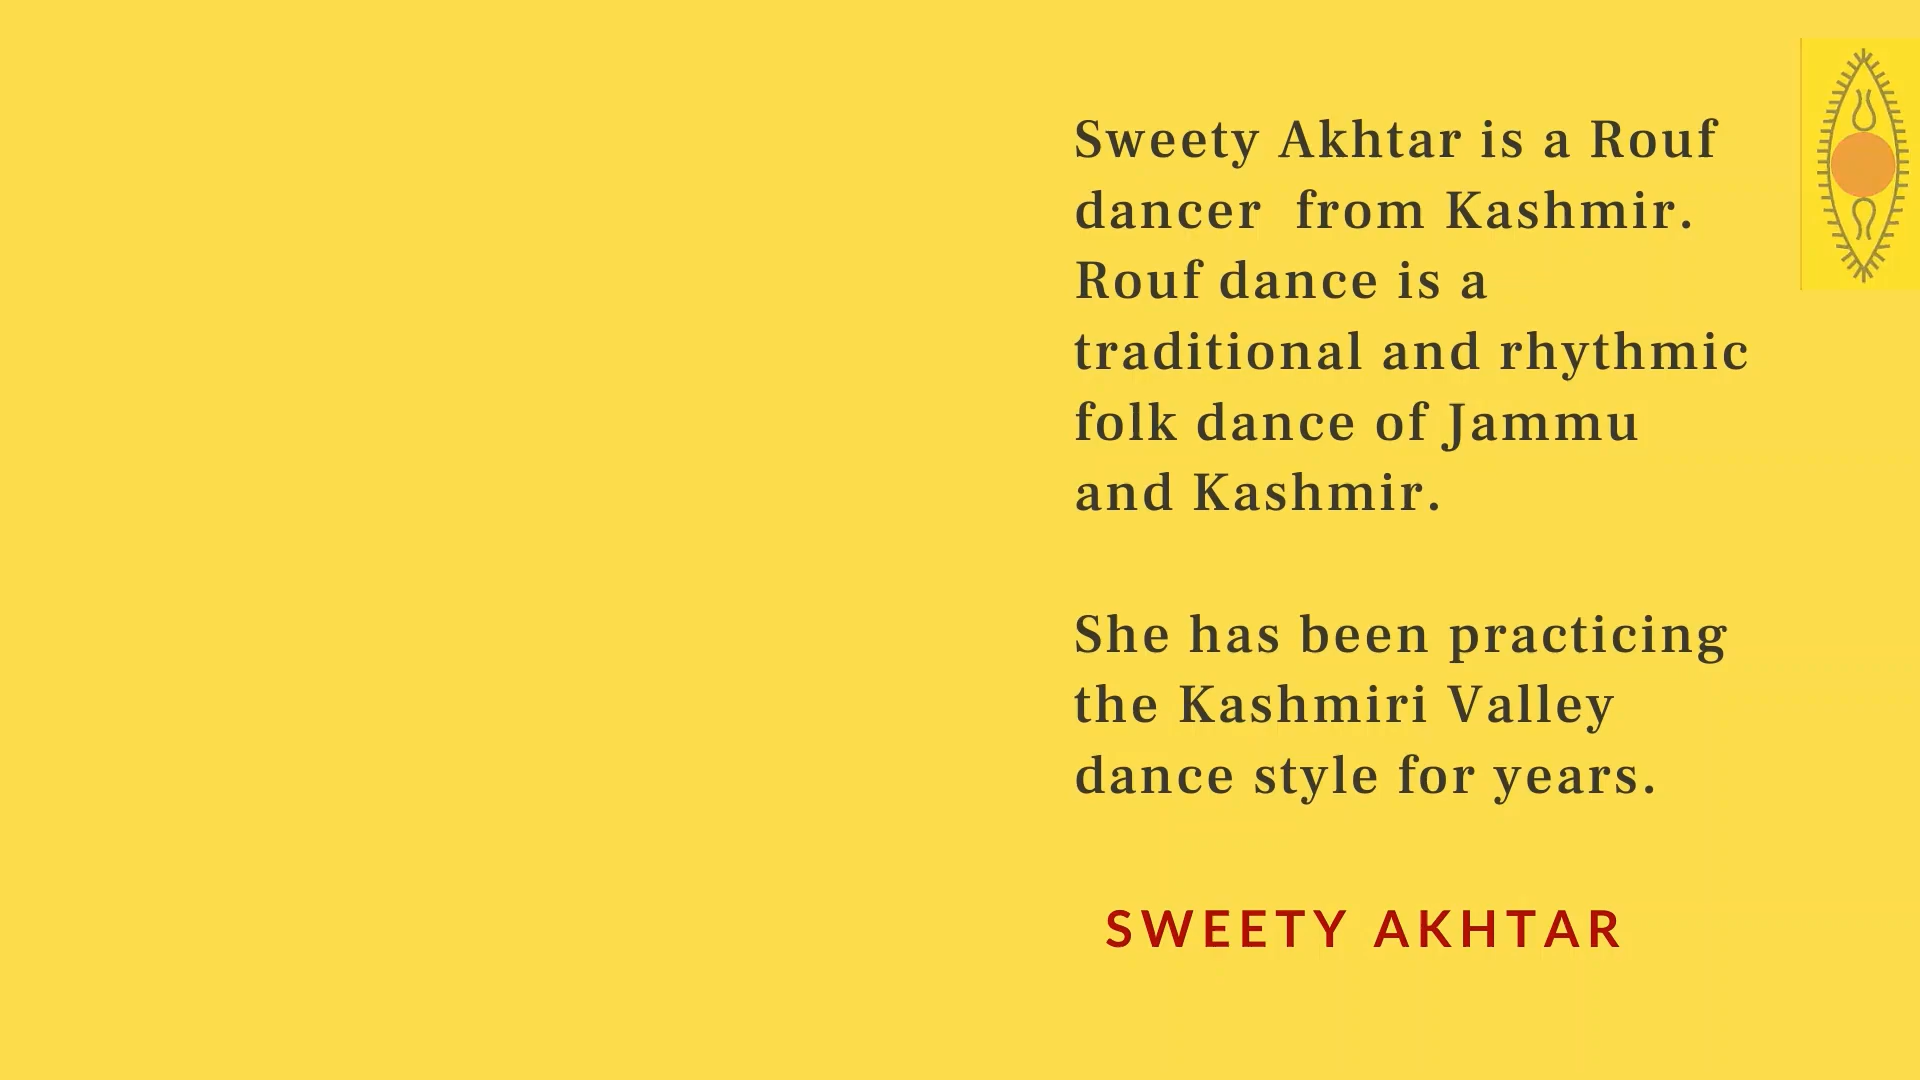 Sweety Akhtar is a Rouf
dancer  from Kashmir.
Rouf dance is a
traditional and rhythmic
folk dance of Jammu
and Kashmir.
She has been practicing
the Kashmiri Valley
dance style for years.
SWEETY AKHTAR